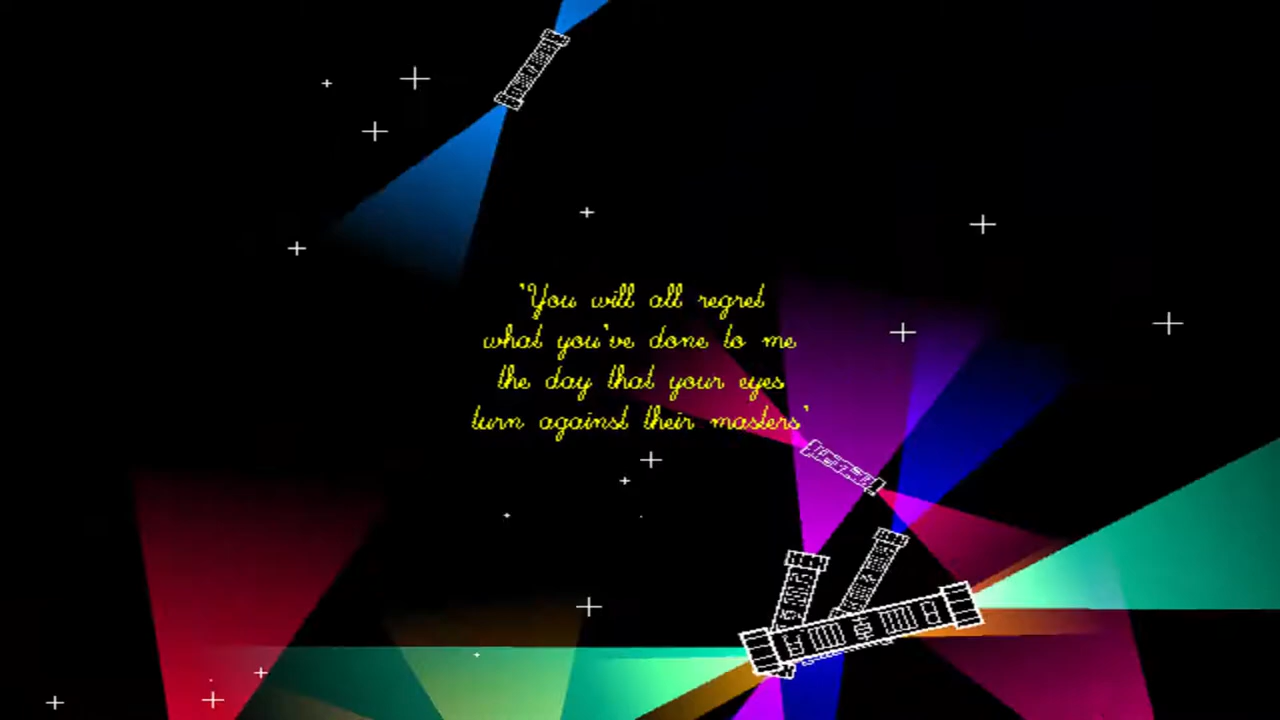 'You will all regret
what you've done to me
the day that your eyes
turn against their masters'